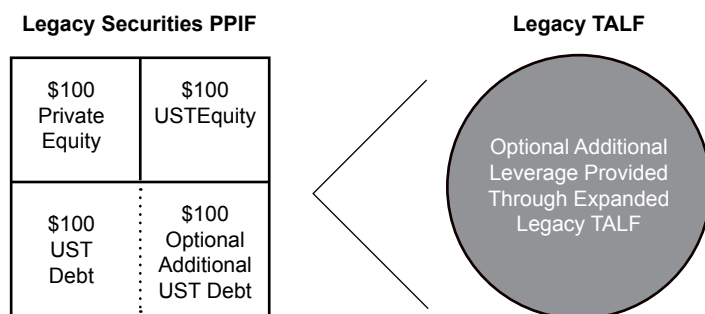 Legacy Securities PPIF
Legacy TALF
$100
Private
Equity
$100
USTEquity
$100
UST
Debt
$100
Optional
Additional
UST Debt
Optional Additional
Leverage Provided
Through Expanded
Legacy TALF